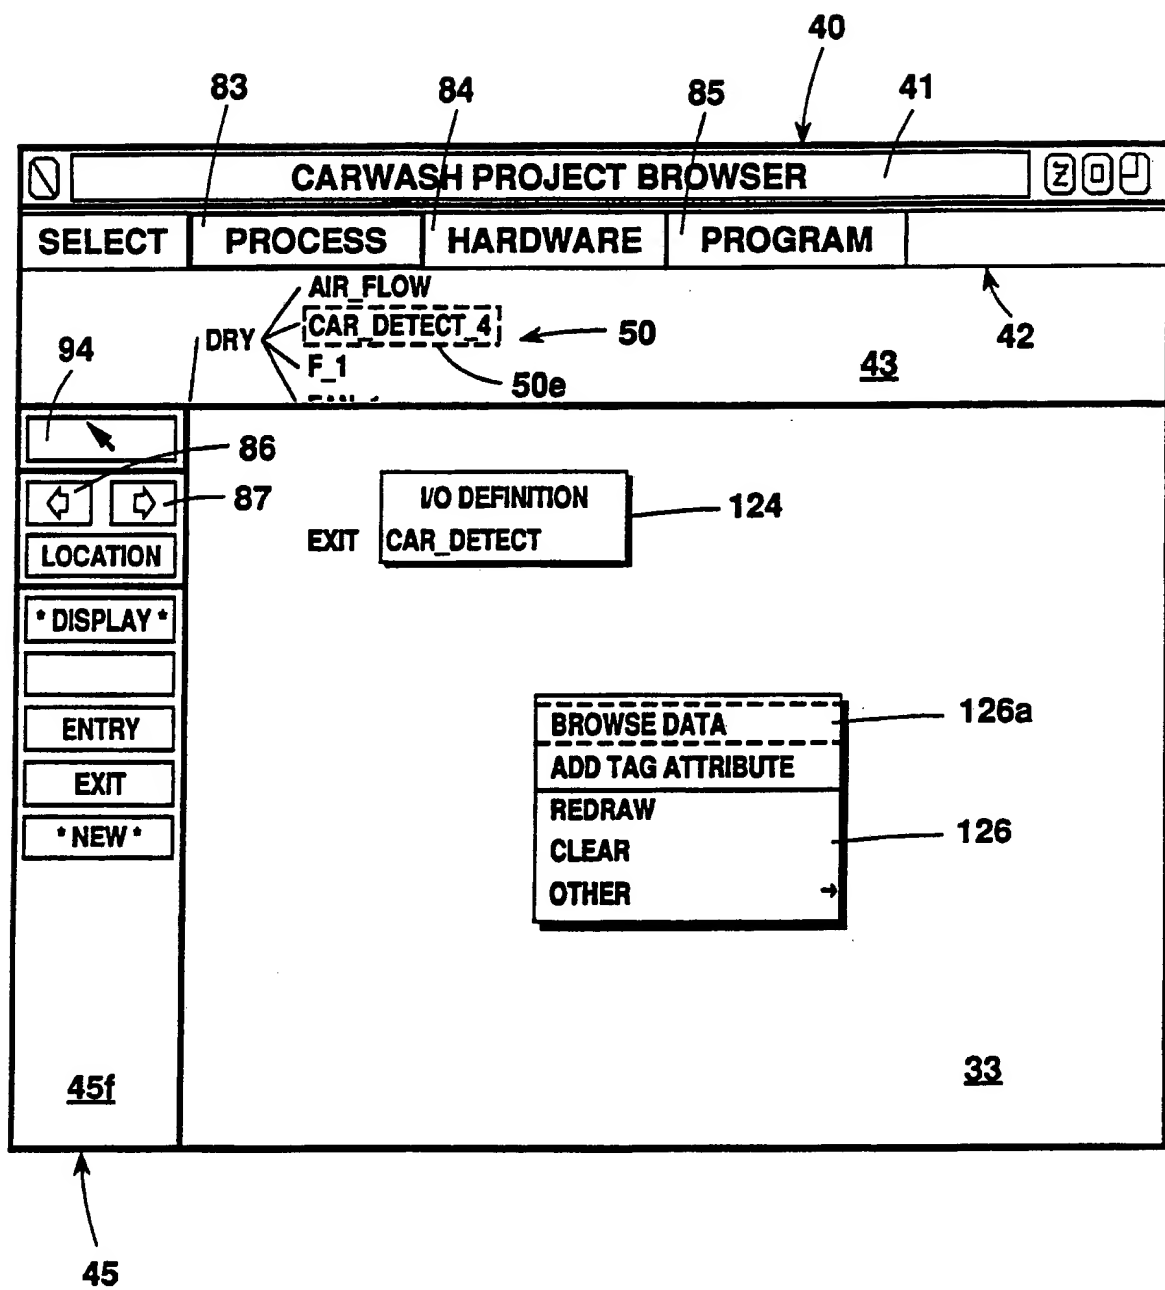 40
83 84 85 41
CARWASH PROJECT BROWSER
SELECT PROCESS HARDWARE PROGRAM
42
AIR_FLOW
DRY CAR_DETECT_4 50
F_1
50e
43
94
86
87
LOCATION
* DISPLAY *
ENTRY
EXIT
* NEW *
45f
I/O DEFINITION
EXIT CAR_DETECT
124
BROWSE DATA 126a
ADD TAG ATTRIBUTE
REDRAW
CLEAR 126
OTHER →
33
45